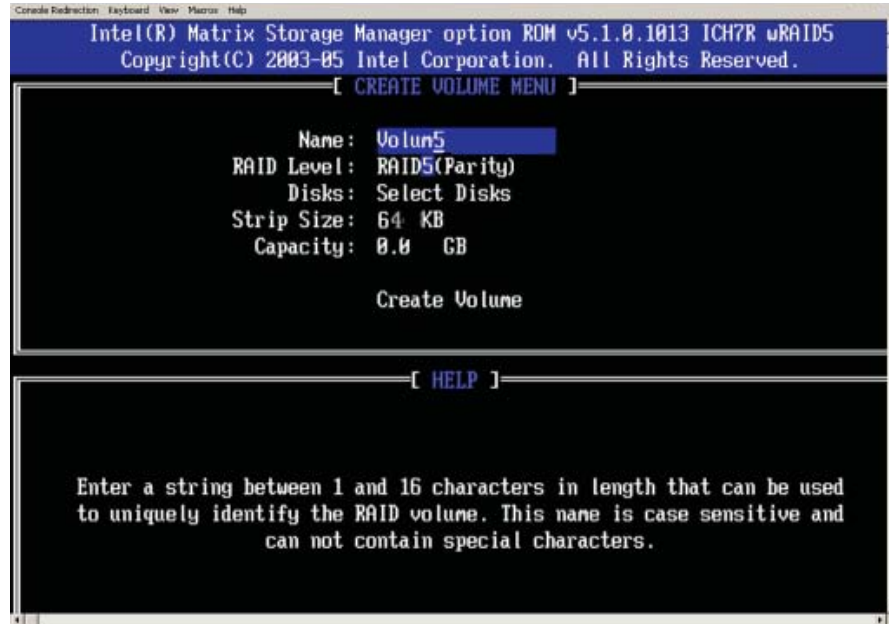 Console Redirection Keyboard View Macros Help
Intel(R) Matrix Storage Manager option ROM v5.1.0.1013 ICH7R wRAID5
Copyright(C) 2003-05 Intel Corporation. All Rights Reserved.
[ CREATE VOLUME MENU ]
Name: Volum5
RAID Level: RAID5(Parity)
Disks: Select Disks
Strip Size: 64 KB
Capacity: 0.0 GB
Create Volume
[ HELP ]
Enter a string between 1 and 16 characters in length that can be used
to uniquely identify the RAID volume. This name is case sensitive and
can not contain special characters.